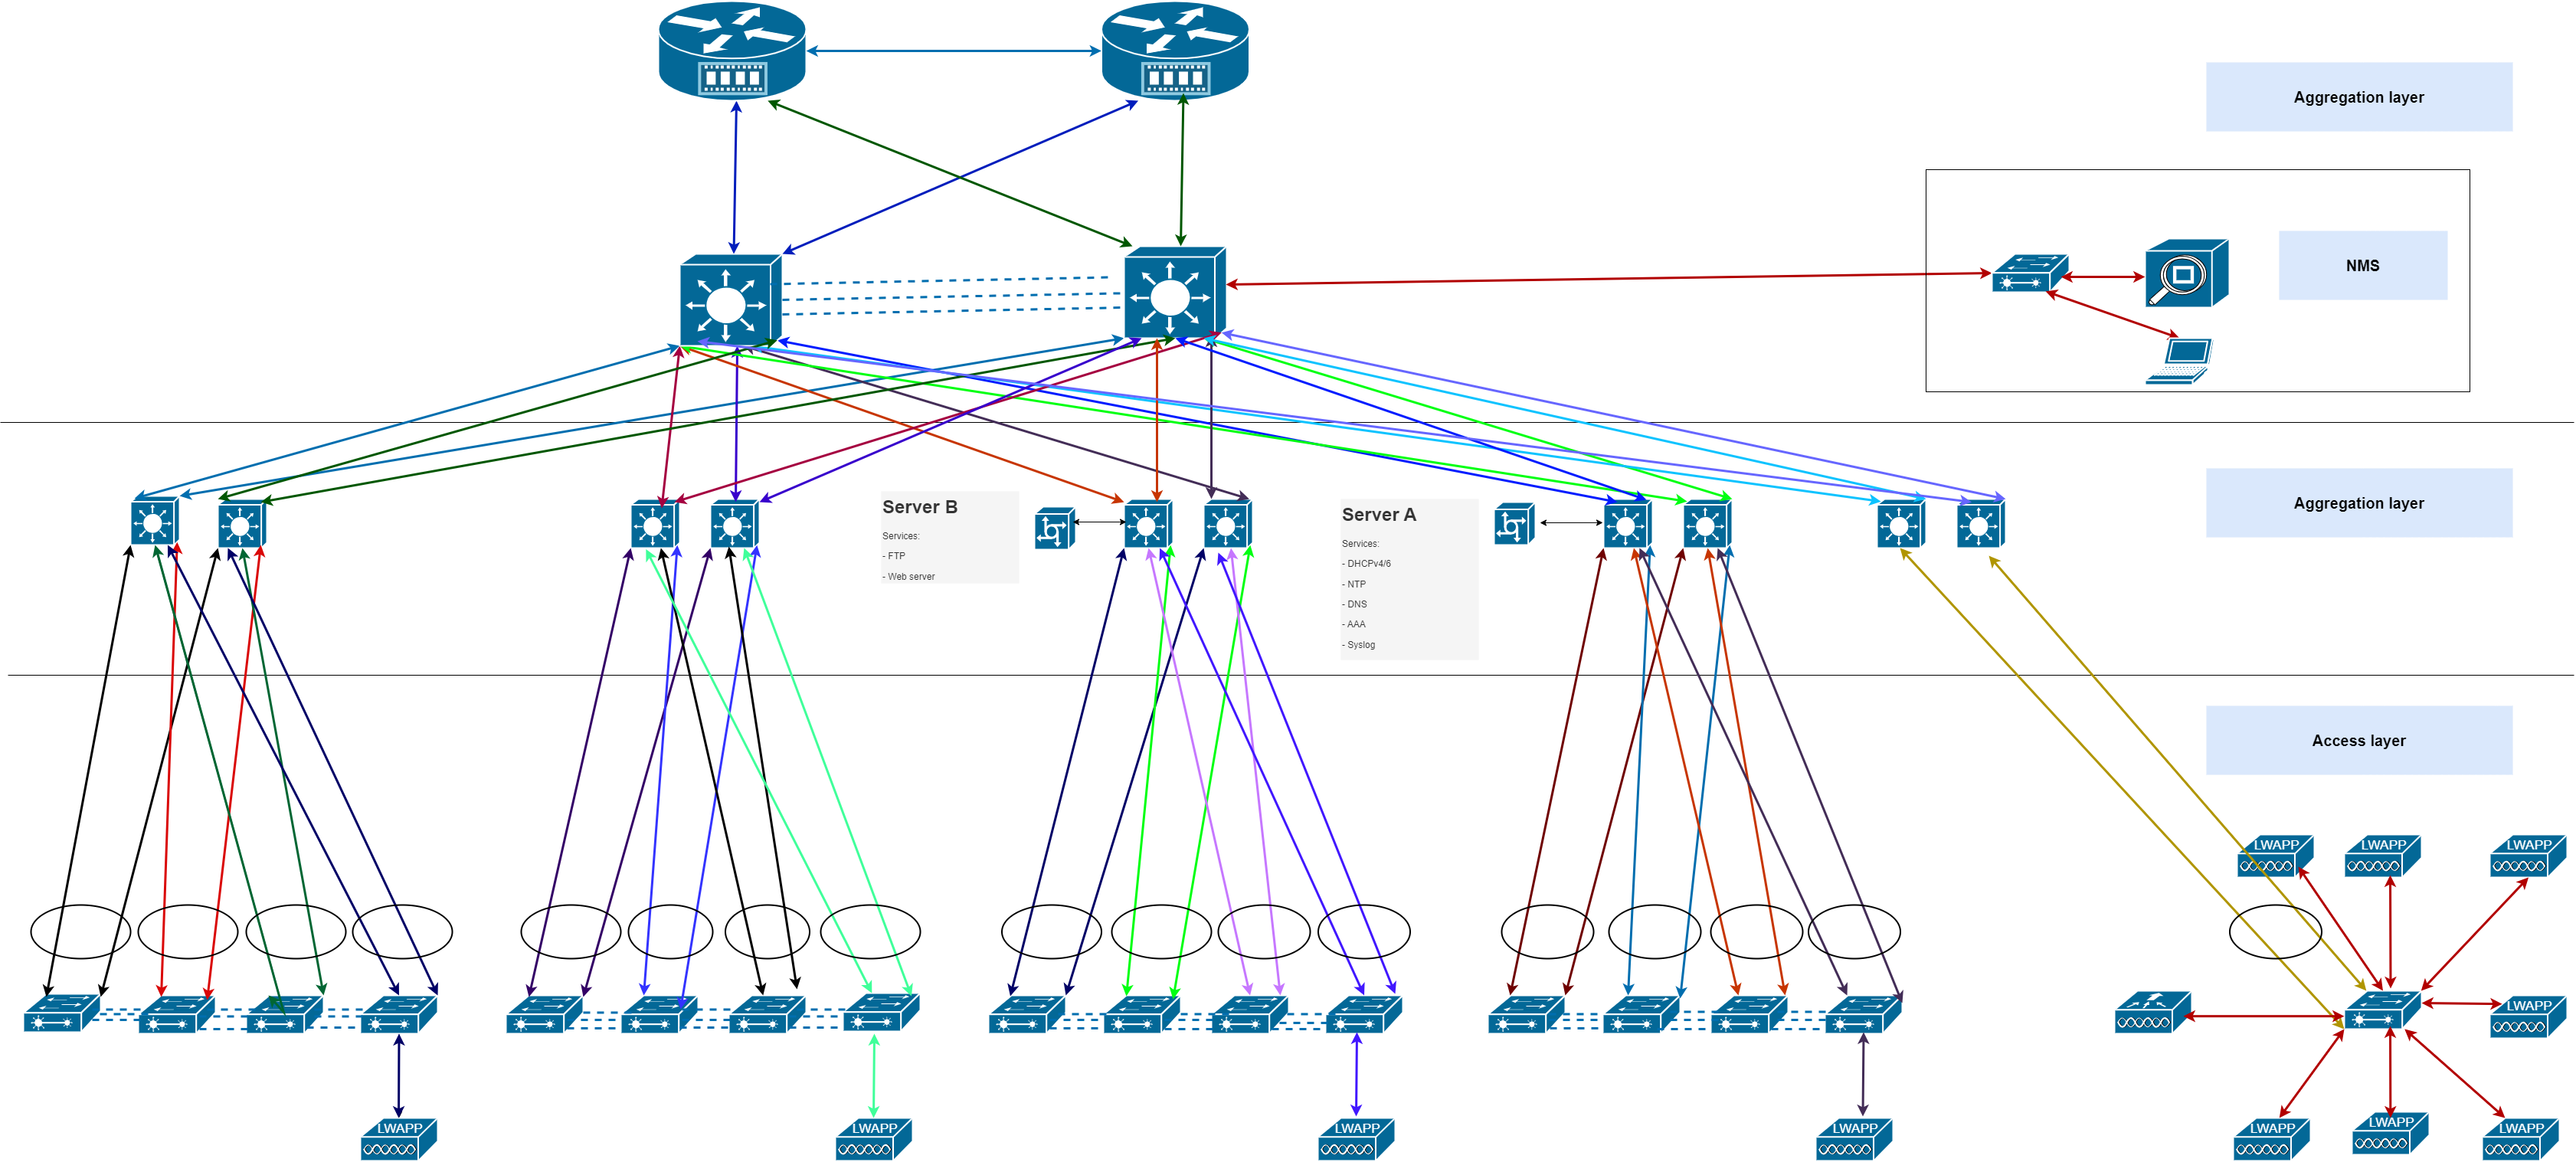 Aggregation layer
NMS
Aggregation layer
Server B
Services:
- FTP
- Web server
Server A
Services:
- DHCPv4/6
- NTP
- DNS
- AAA
- Syslog
Access layer
LWAPP
LWAPP
LWAPP
LWAPP
LWAPP
LWAPP
LWAPP
LWAPP
LWAPP
LWAPP
LWAPP